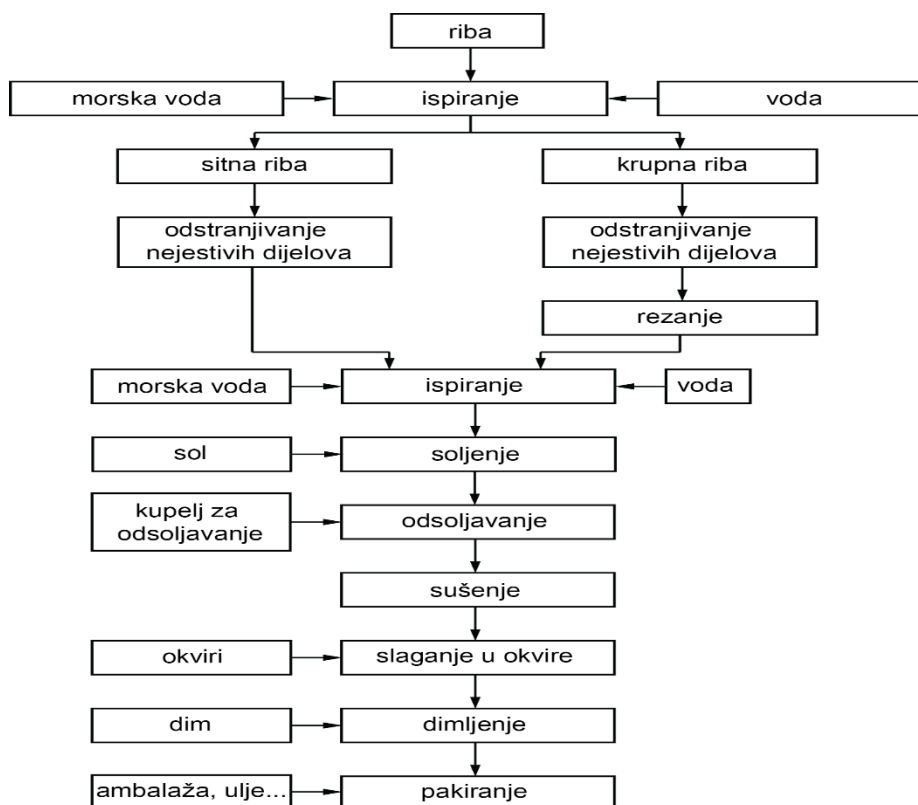 riba
morska voda
ispiranje
voda
sitna riba
krupna riba
odstranjivanje
nejestivih dijelova
odstranjivanje
nejestivih dijelova
rezanje
morska voda
ispiranje
voda
sol
soljenje
kupelj za
odsoljavanje
odsoljavanje
sušenje
okviri
slaganje u okvire
dim
dimljenje
ambalaža, ulje...
pakiranje